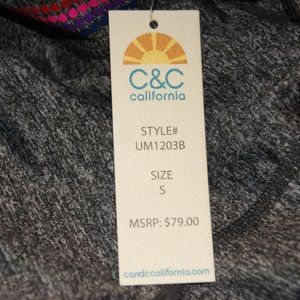 C&C
california
STYLE#
UM1203B
SIZE
S
MSRP: $79.00
candccalifornia.com